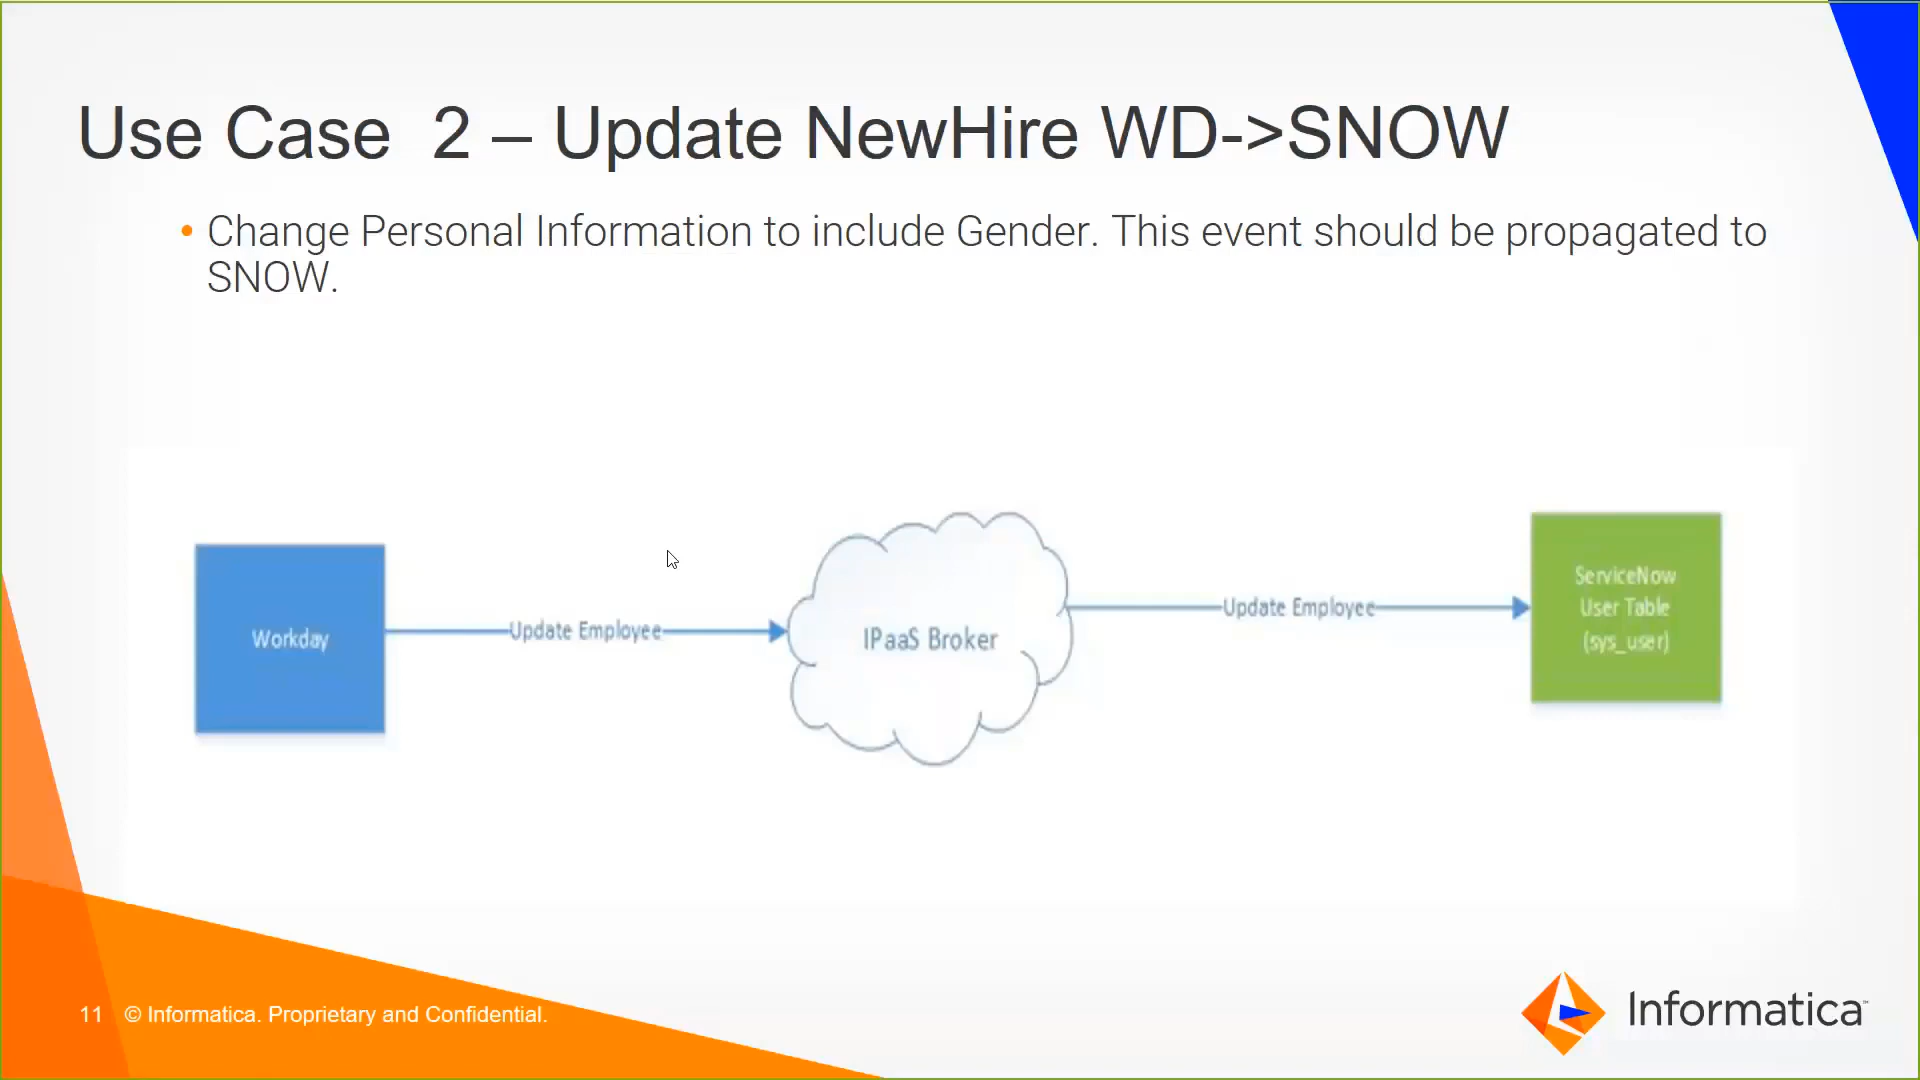 Use Case  2 – Update NewHire WD->SNOW
• Change Personal Information to include Gender. This event should be propagated to
SNOW.
Workday
Update Employee
IPaaS Broker
Update Employee
ServiceNow
User Table
(sys_user)
11 © Informatica. Proprietary and Confidential.
Informatica™